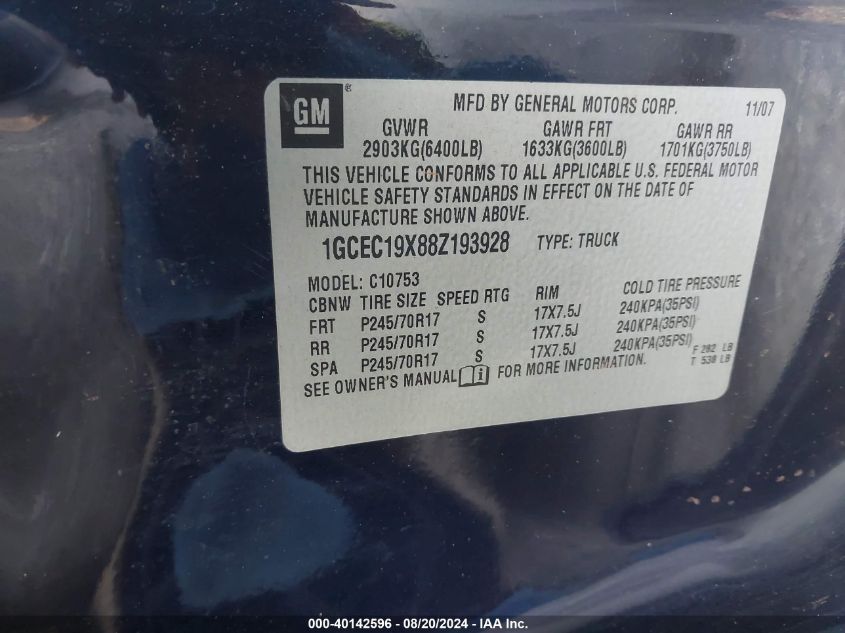 GM®
MFD BY GENERAL MOTORS CORP. 11/07
GVWR GAWR FRT GAWR RR
2903KG(6400LB) 1633KG(3600LB) 1701KG(3750LB)
THIS VEHICLE CONFORMS TO ALL APPLICABLE U.S. FEDERAL MOTOR
VEHICLE SAFETY STANDARDS IN EFFECT ON THE DATE OF
MANUFACTURE SHOWN ABOVE.
1GCEC19X88Z193928 TYPE: TRUCK
MODEL: C10753
CBNW TIRE SIZE SPEED RTG RIM COLD TIRE PRESSURE
FRT P245/70R17 S 17X7.5J 240KPA(35PSI)
RR P245/70R17 S 17X7.5J 240KPA(35PSI)
SPA P245/70R17 S 17X7.5J 240KPA(35PSI)
F 292 LB
SEE OWNER'S MANUAL i FOR MORE INFORMATION. T 530 LB
000-40142596 - 08/20/2024 - IAA Inc.